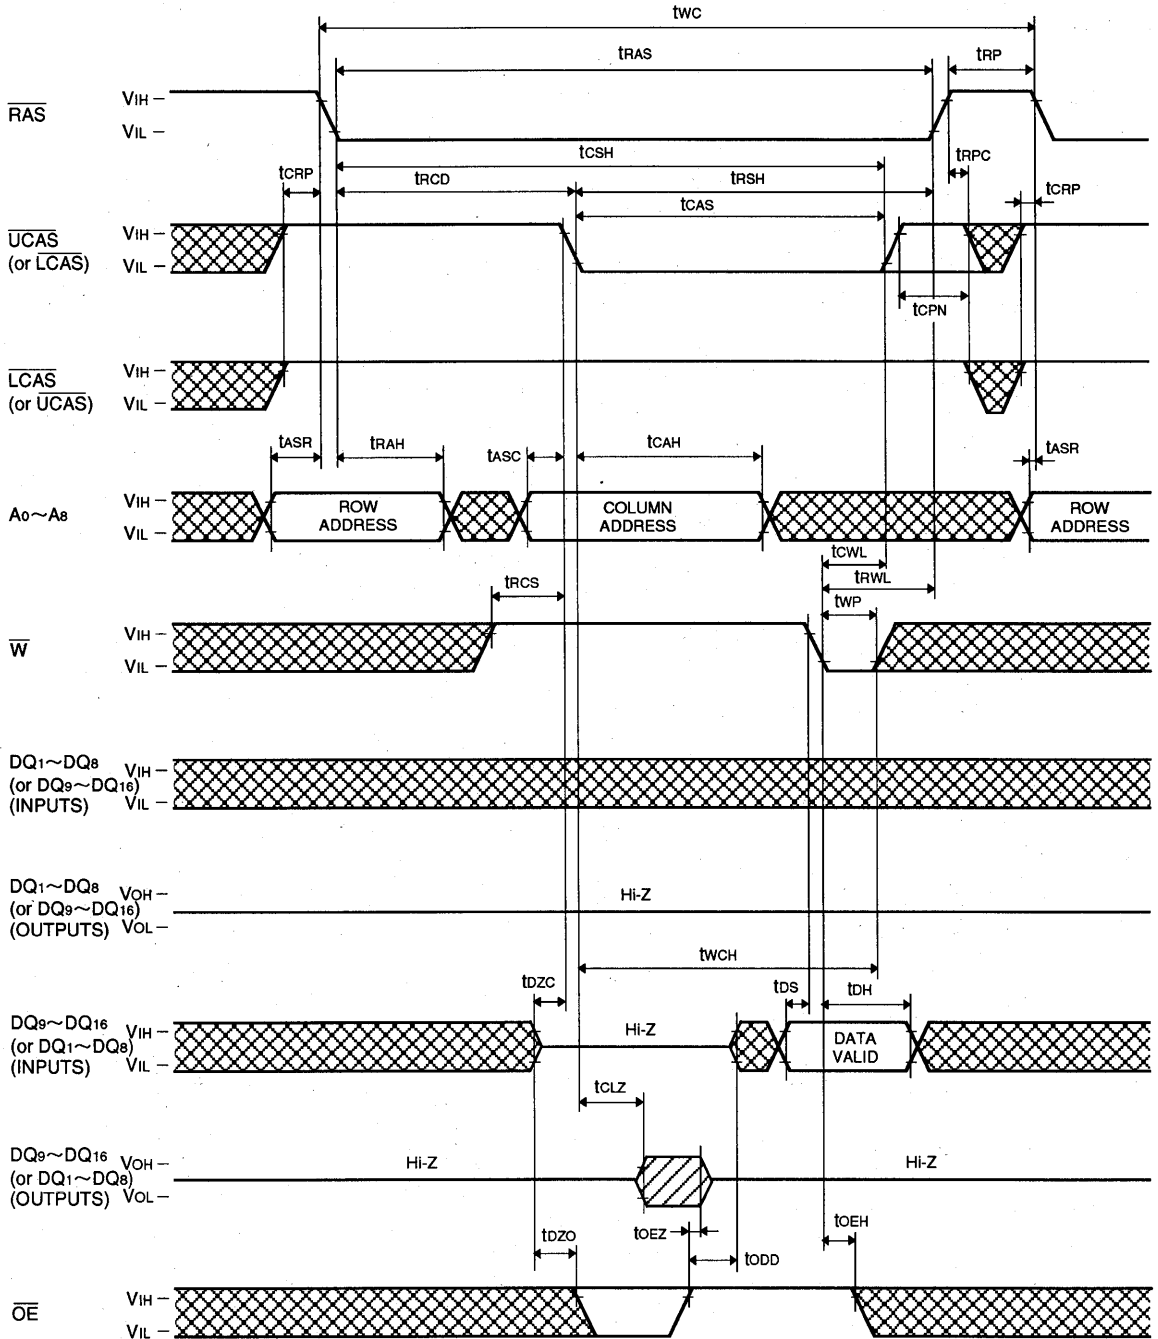 tWC
tRAS
tRP
RAS
VIH
VIL
tCSH
tRPC
tCRP
tRCD
tRSH
tCRP
tCAS
UCAS
(or LCAS)
VIH
VIL
tCPN
LCAS
(or UCAS)
VIH
VIL
tASR
tRAH
tASC
tCAH
tASR
A0~A8
VIH
VIL
ROW
ADDRESS
COLUMN
ADDRESS
ROW
ADDRESS
tCWL
tRWL
tRCS
tWP
W
VIH
VIL
DQ1~DQ8
(or DQ9~DQ16)
(INPUTS)
VIH
VIL
DQ1~DQ8
(or DQ9~DQ16)
(OUTPUTS)
VOH
VOL
Hi-Z
tWCH
tDZC
tDS
tDH
DQ9~DQ16
(or DQ1~DQ8)
(INPUTS)
VIH
VIL
Hi-Z
DATA
VALID
tCLZ
DQ9~DQ16
(or DQ1~DQ8)
(OUTPUTS)
VOH
VOL
Hi-Z
Hi-Z
tDZO
tOEZ
tODD
tOEH
OE
VIH
VIL